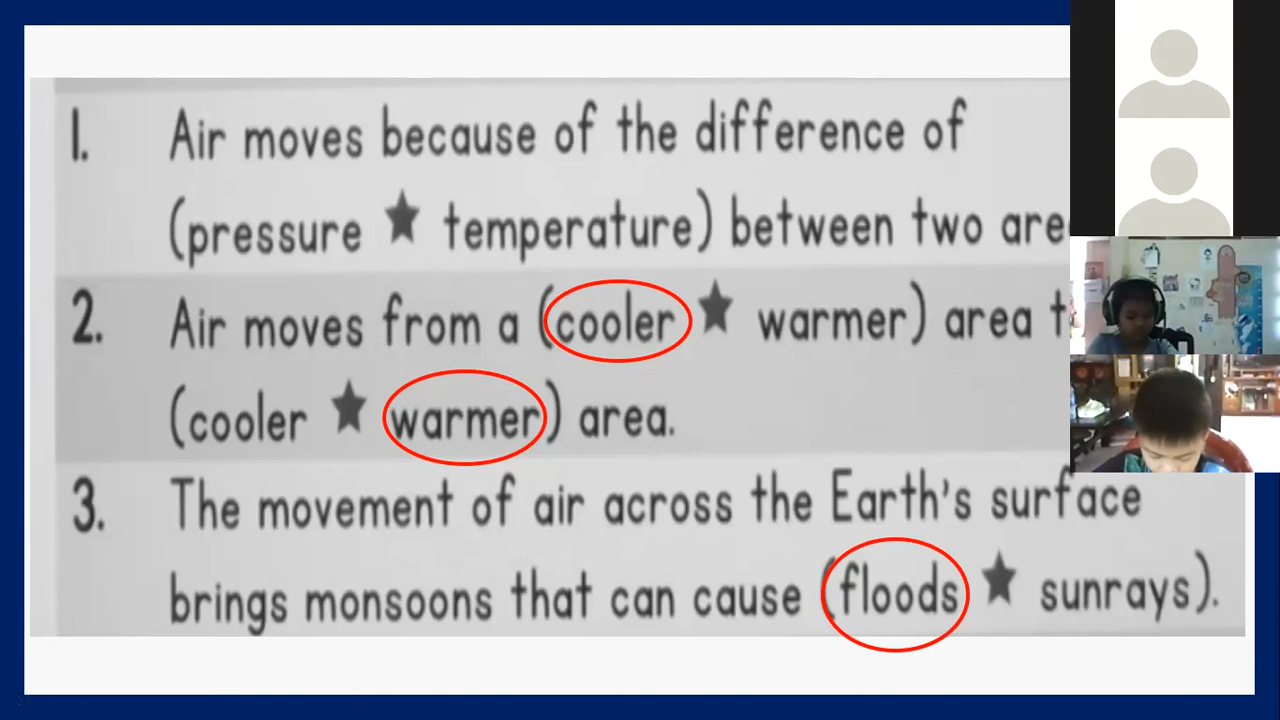 1. Air moves because of the difference of
(pressure ★ temperature) between two
2. Air moves from a (cooler ★ warmer) area
(cooler ★ warmer) area.
3. The movement of air across the Earth's surface
brings monsoons that can cause (floods ★ sunrays).